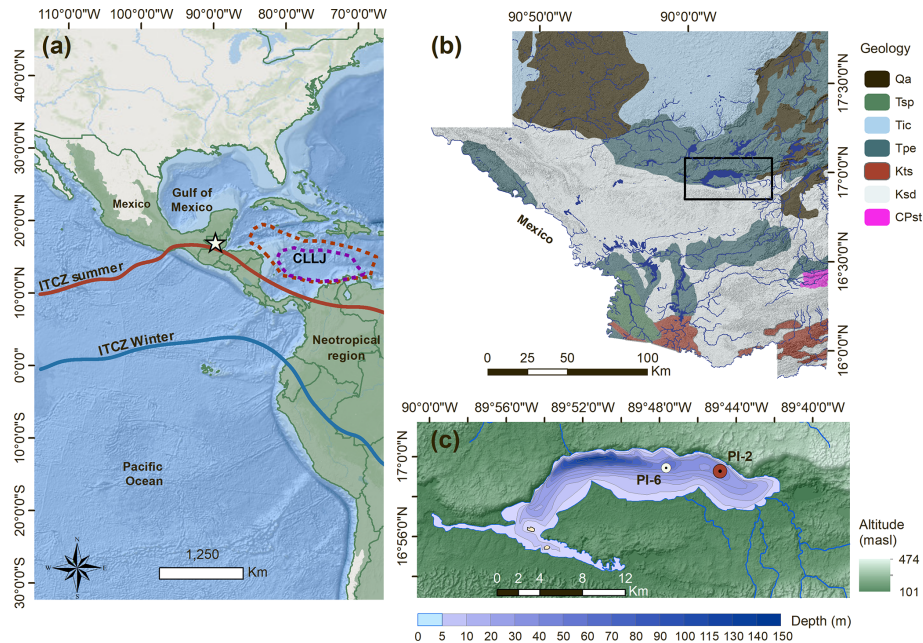 110°0'0"W 100°0'0"W 90°0'0"W 80°0'0"W 70°0'0"W
(a)
40°0'0"N
30°0'0"N
20°0'0"N
10°0'0"N
0°0'0"N
10°0'0"S
20°0'0"S
30°0'0"S
Gulf of
Mexico
Mexico
CLLJ
ITCZ summer
ITCZ Winter
Neotropical
region
Pacific
Ocean
N
W E
S
1,250
Km
90°50'0"W 90°0'0"W
(b)
17°30'0"N
17°0'0"N
16°30'0"N
16°0'0"N
Mexico
0 25 50 100
Km
Geology
Qa
Tsp
Tic
Tpe
Kts
Ksd
CPst
90°0'0"W 89°56'0"W 89°52'0"W 89°48'0"W 89°44'0"W 89°40'0"W
(c)
17°0'0"N
16°56'0"N
PI-2
PI-6
0 2 4 8 12
Km
Altitude
(masl)
474
101
0 5 10 20 30 40 50 60 70 80 90 100 115 130 140 150
Depth (m)